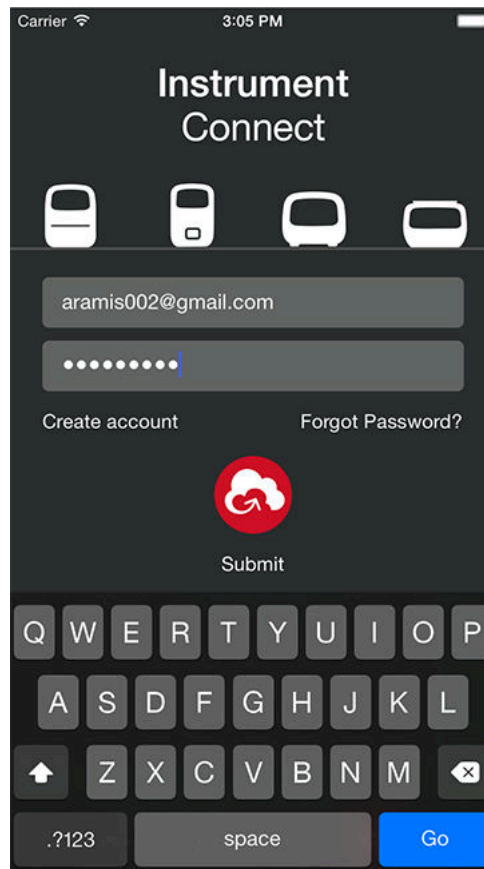 Carrier 3:05 PM
Instrument
Connect
aramis002@gmail.com
•••••••••
Create account Forgot Password?
Submit
Q W E R T Y U I O P
A S D F G H J K L
Z X C V B N M
.?123 space Go